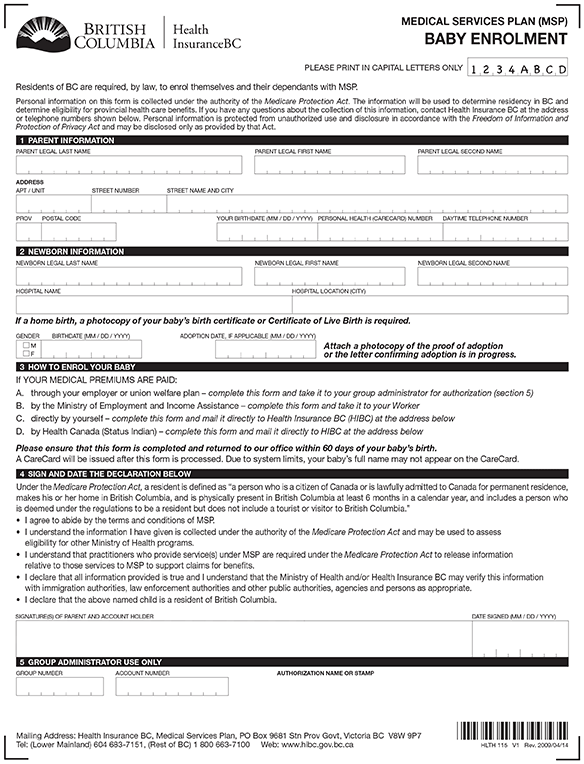 BRITISH COLUMBIA
Health InsuranceBC
MEDICAL SERVICES PLAN (MSP)
BABY ENROLMENT
PLEASE PRINT IN CAPITAL LETTERS ONLY 1 2 3 4 A B C D
Residents of BC are required, by law, to enrol themselves and their dependants with MSP.
Personal information on this form is collected under the authority of the Medicare Protection Act. The information will be used to determine residency in BC and
determine eligibility for provincial health care benefits. If you have any questions about the collection of this information, contact Health Insurance BC at the address
or telephone numbers shown below. Personal information is protected from unauthorized use and disclosure in accordance with the Freedom of Information and
Protection of Privacy Act and may be disclosed only as provided by that Act.
1 PARENT INFORMATION
PARENT LEGAL LAST NAME PARENT LEGAL FIRST NAME PARENT LEGAL SECOND NAME
ADDRESS
APT / UNIT STREET NUMBER STREET NAME AND CITY
PROV POSTAL CODE YOUR BIRTHDATE (MM / DD / YYYY) PERSONAL HEALTH (CARECARD) NUMBER DAYTIME TELEPHONE NUMBER
2 NEWBORN INFORMATION
NEWBORN LEGAL LAST NAME NEWBORN LEGAL FIRST NAME NEWBORN LEGAL SECOND NAME
HOSPITAL NAME HOSPITAL LOCATION (CITY)
If a home birth, a photocopy of your baby's birth certificate or Certificate of Live Birth is required.
GENDER BIRTHDATE (MM / DD / YYYY) ADOPTION DATE, IF APPLICABLE (MM / DD / YYYY)
M
F
Attach a photocopy of the proof of adoption
or the letter confirming adoption is in progress.
3 HOW TO ENROL YOUR BABY
IF YOUR MEDICAL PREMIUMS ARE PAID:
A. through your employer or union welfare plan – complete this form and take it to your group administrator for authorization (section 5)
B. by the Ministry of Employment and Income Assistance – complete this form and take it to your Worker
C. directly by yourself – complete this form and mail it directly to Health Insurance BC (HIBC) at the address below
D. by Health Canada (Status Indian) – complete this form and mail it directly to HIBC at the address below
Please ensure that this form is completed and returned to our office within 60 days of your baby's birth.
A CareCard will be issued after this form is processed. Due to system limits, your baby's full name may not appear on the CareCard.
4 SIGN AND DATE THE DECLARATION BELOW
Under the Medicare Protection Act, a resident is defined as "a person who is a citizen of Canada or is lawfully admitted to Canada for permanent residence,
makes his or her home in British Columbia, and is physically present in British Columbia at least 6 months in a calendar year, and includes a person who
is deemed under the regulations to be a resident but does not include a tourist or visitor to British Columbia."
• I agree to abide by the terms and conditions of MSP.
• I understand the information I have given is collected under the authority of the Medicare Protection Act and may be used to assess
eligibility for other Ministry of Health programs.
• I understand that practitioners who provide service(s) under MSP are required under the Medicare Protection Act to release information
relative to those services to MSP to support claims for benefits.
• I declare that all information provided is true and I understand that the Ministry of Health and/or Health Insurance BC may verify this information
with immigration authorities, law enforcement authorities and other public authorities, agencies and persons as appropriate.
• I declare that the above named child is a resident of British Columbia.
SIGNATURE(S) OF PARENT AND ACCOUNT HOLDER DATE SIGNED (MM / DD / YYYY)
5 GROUP ADMINISTRATOR USE ONLY
GROUP NUMBER ACCOUNT NUMBER AUTHORIZATION NAME OR STAMP
Mailing Address: Health Insurance BC, Medical Services Plan, PO Box 9681 Stn Prov Govt, Victoria BC V8W 9P7
Tel: (Lower Mainland) 604 683-7151, (Rest of BC) 1 800 663-7100 Web: www.hibc.gov.bc.ca
HLTH 115 V1 Rev. 2009/04/14